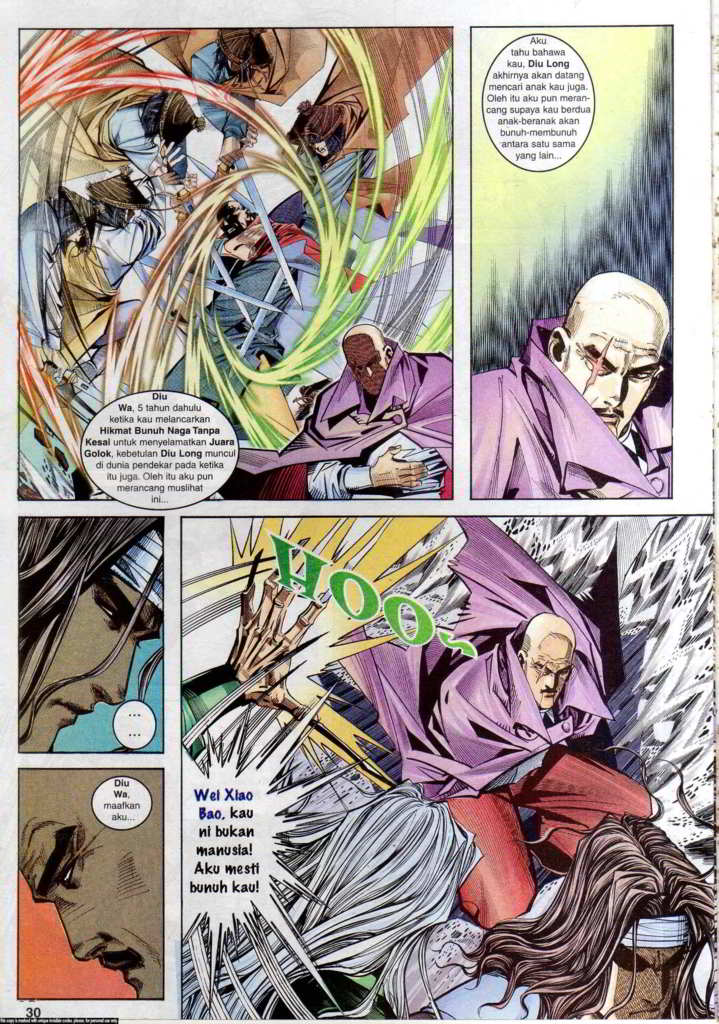 Diu
Wa, 5 tahun dahulu
ketika kau melancarkan
Hikmat Bunuh Naga Tanpa
Kesal untuk menyelamatkan Juara
Golok, kebetulan Diu Long muncul
di dunia pendekar pada ketika
itu juga. Oleh itu aku pun
merancang muslihat
ini...
Aku
tahu bahawa
kau, Diu Long
akhirnya akan datang
mencari anak kau juga.
Oleh itu aku pun meran-
cang supaya kau berdua
anak-beranak akan
bunuh-membunuh
antara satu sama
yang lain...
...
...
Diu
Wa,
maafkan
aku...
HOO~
Wei Xiao
Bao, kau
ni bukan
manusia!
Aku mesti
bunuh kau!
30